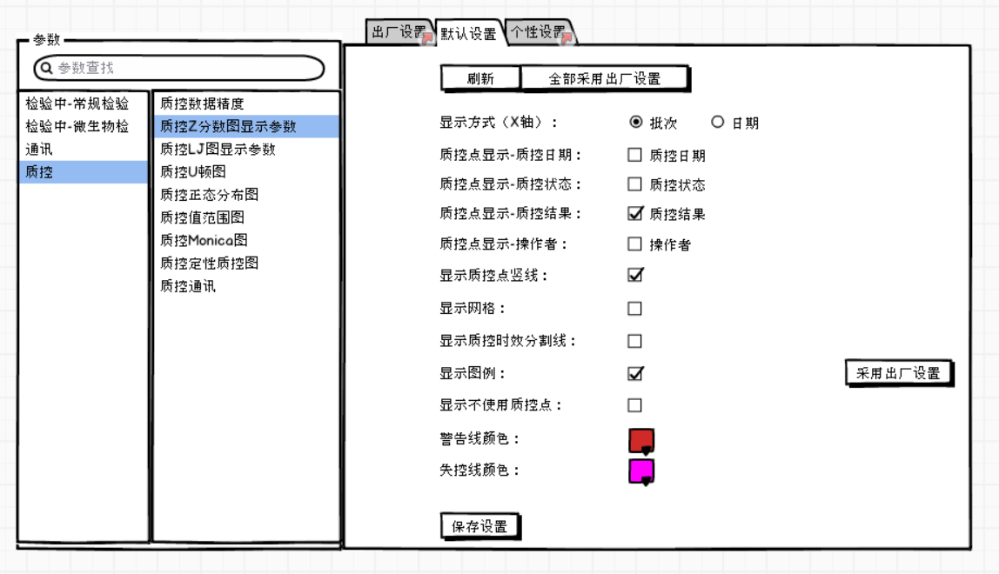 参数
参数查找
检验中-常规检验
检验中-微生物检
通讯
质控
质控数据精度
质控Z分数图显示参数
质控LJ图显示参数
质控U顿图
质控正态分布图
质控值范围图
质控Monica图
质控定性质控图
质控通讯
出厂设置
默认设置
个性设置
刷新
全部采用出厂设置
显示方式（X轴）： 批次 日期
质控点显示-质控日期： 质控日期
质控点显示-质控状态： 质控状态
质控点显示-质控结果： 质控结果
质控点显示-操作者： 操作者
显示质控点竖线：
显示网格：
显示质控时效分割线：
显示图例：
采用出厂设置
显示不使用质控点：
警告线颜色：
失控线颜色：
保存设置